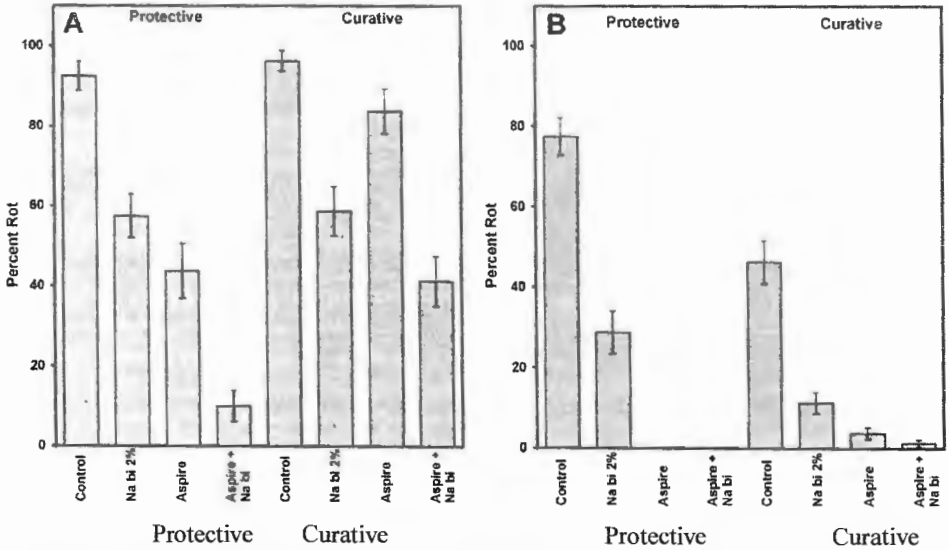 A Protective Curative
Percent Rot
100
80
60
40
20
0
Control
Na bi 2%
Aspire
Aspire +
Na bi
Control
Na bi 2%
Aspire
Aspire +
Na bi
Protective Curative
B Protective Curative
Percent Rot
100
80
60
40
20
0
Control
Na bi 2%
Aspire
Aspire +
Na bi
Control
Na bi 2%
Aspire
Aspire +
Na bi
Protective Curative